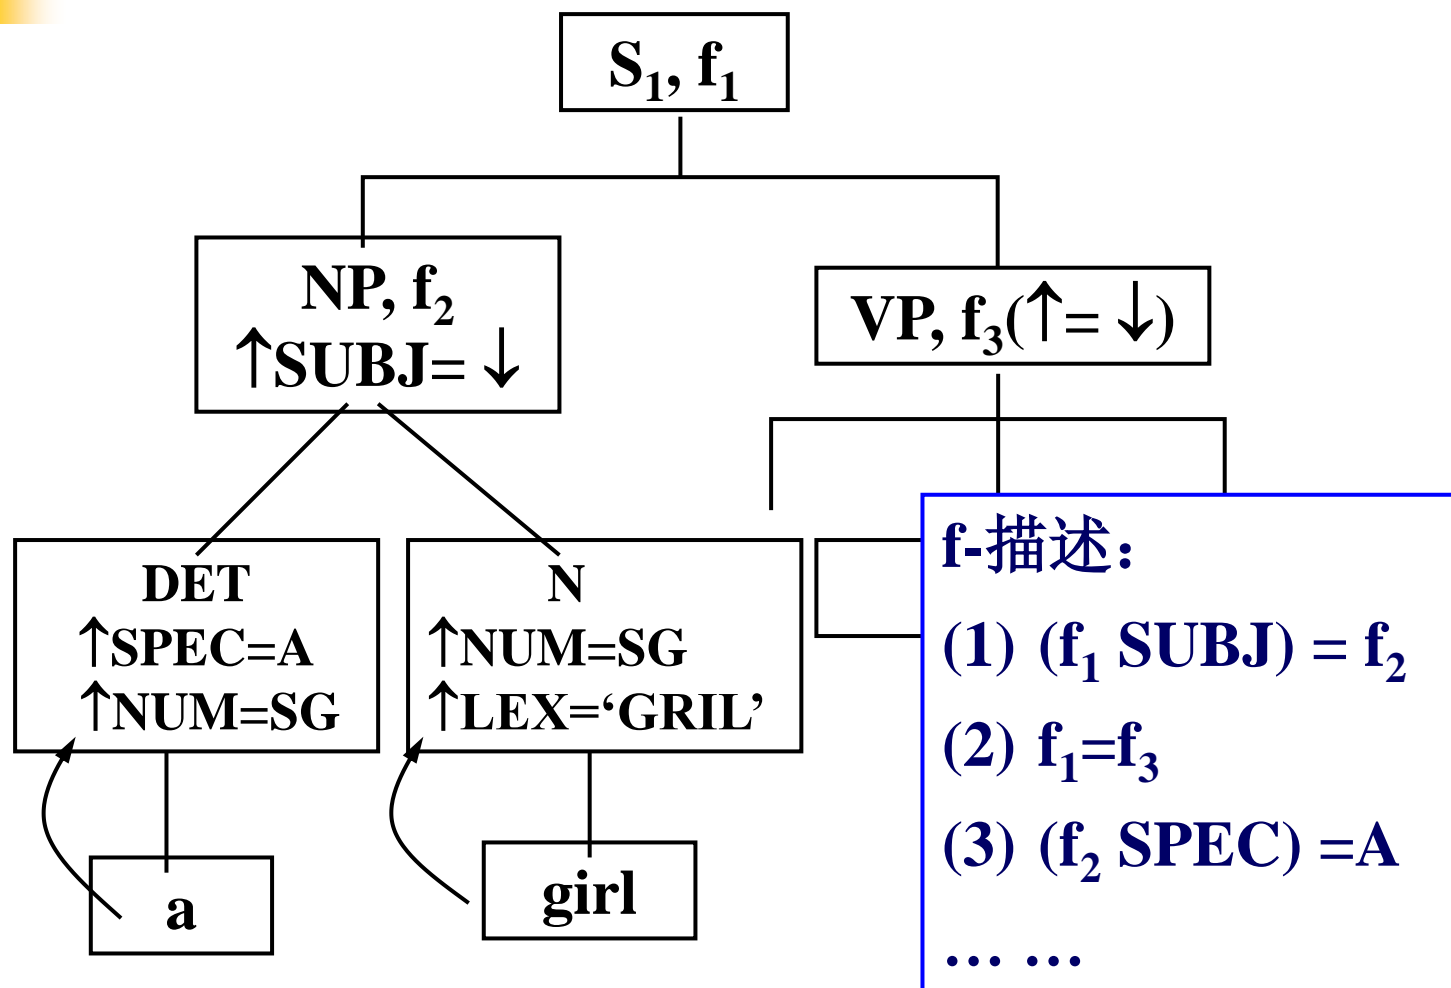 S₁, f₁
NP, f₂
↑SUBJ= ↓
VP, f₃(↑= ↓)
DET
↑SPEC=A
↑NUM=SG
N
↑NUM=SG
↑LEX=‘GRIL’
a
girl
f-描述：
(1) (f₁ SUBJ) = f₂
(2) f₁=f₃
(3) (f₂ SPEC) =A
… …